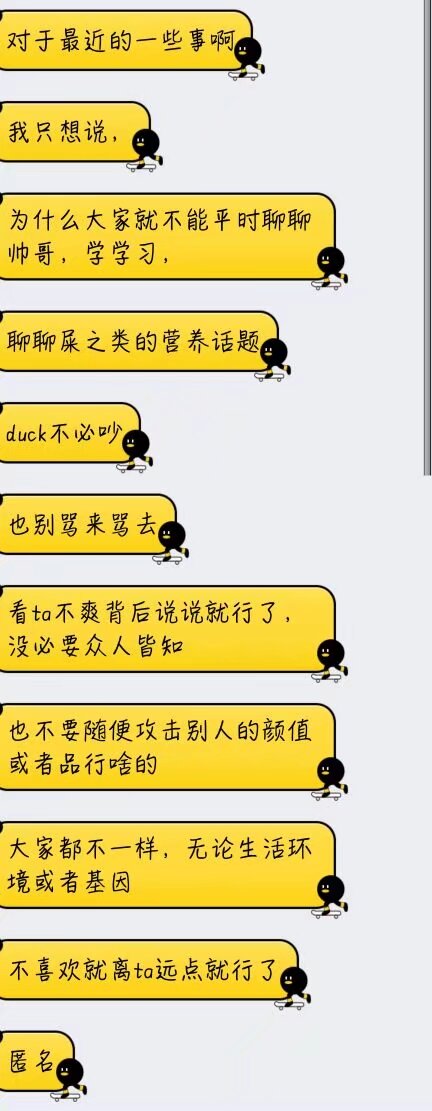 对于最近的一些事啊
我只想说，
为什么大家就不能平时聊聊
帅哥，学学习，
聊聊屎之类的营养话题
duck不必吵
也别骂来骂去
看ta不爽背后说说就行了，
没必要众人皆知
也不要随便攻击别人的颜值
或者品行啥的
大家都不一样，无论生活环
境或者基因
不喜欢就离ta远点就行了
匿名